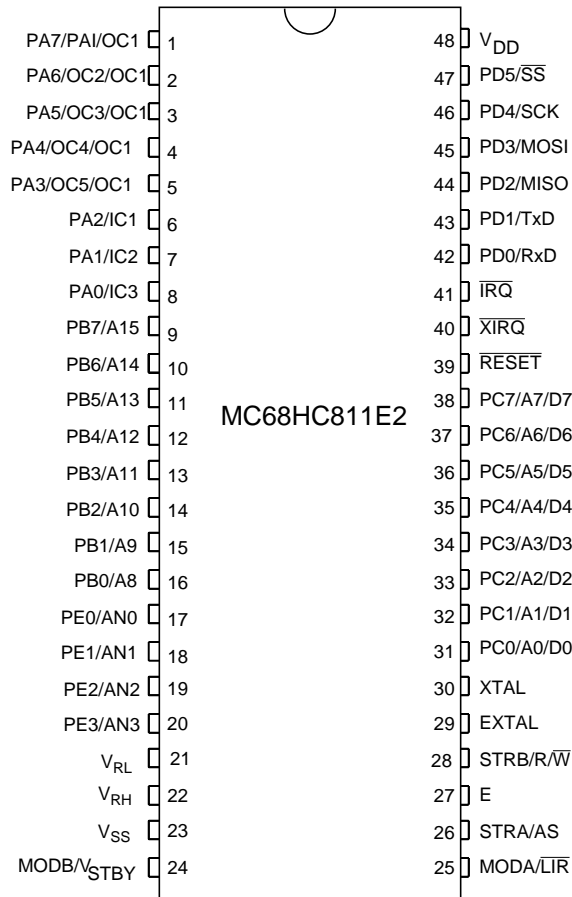 PA7/PAI/OC1 1 48 VDD
PA6/OC2/OC1 2 47 PD5/S̅S̅
PA5/OC3/OC1 3 46 PD4/SCK
PA4/OC4/OC1 4 45 PD3/MOSI
PA3/OC5/OC1 5 44 PD2/MISO
PA2/IC1 6 43 PD1/TxD
PA1/IC2 7 42 PD0/RxD
PA0/IC3 8 41 I̅R̅Q̅
PB7/A15 9 40 X̅I̅R̅Q̅
PB6/A14 10 39 R̅E̅S̅E̅T̅
PB5/A13 11 38 PC7/A7/D7
MC68HC811E2
PB4/A12 12 37 PC6/A6/D6
PB3/A11 13 36 PC5/A5/D5
PB2/A10 14 35 PC4/A4/D4
PB1/A9 15 34 PC3/A3/D3
PB0/A8 16 33 PC2/A2/D2
PE0/AN0 17 32 PC1/A1/D1
PE1/AN1 18 31 PC0/A0/D0
PE2/AN2 19 30 XTAL
PE3/AN3 20 29 EXTAL
VRL 21 28 STRB/R/W̅
VRH 22 27 E
VSS 23 26 STRA/AS
MODB/VSTBY 24 25 MODA/L̅I̅R̅